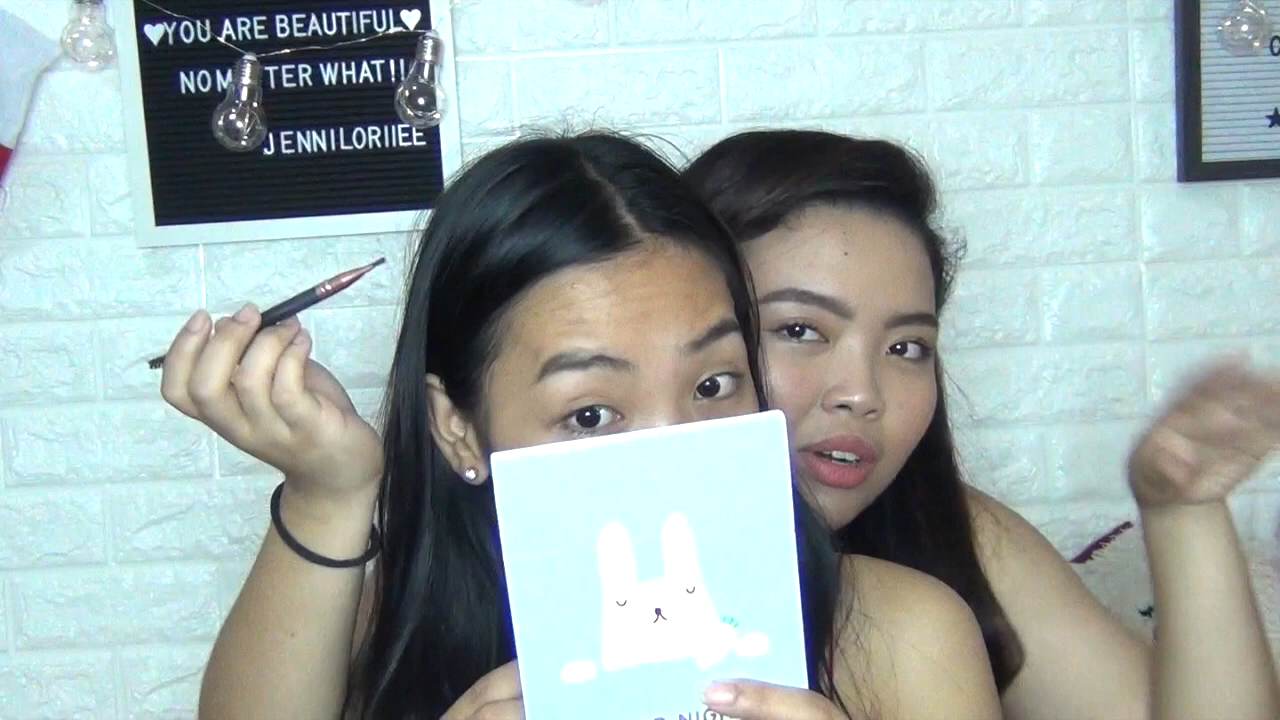 ♥YOU ARE BEAUTIFUL♥
NO MATTER WHAT!!
JENNILORIIEE